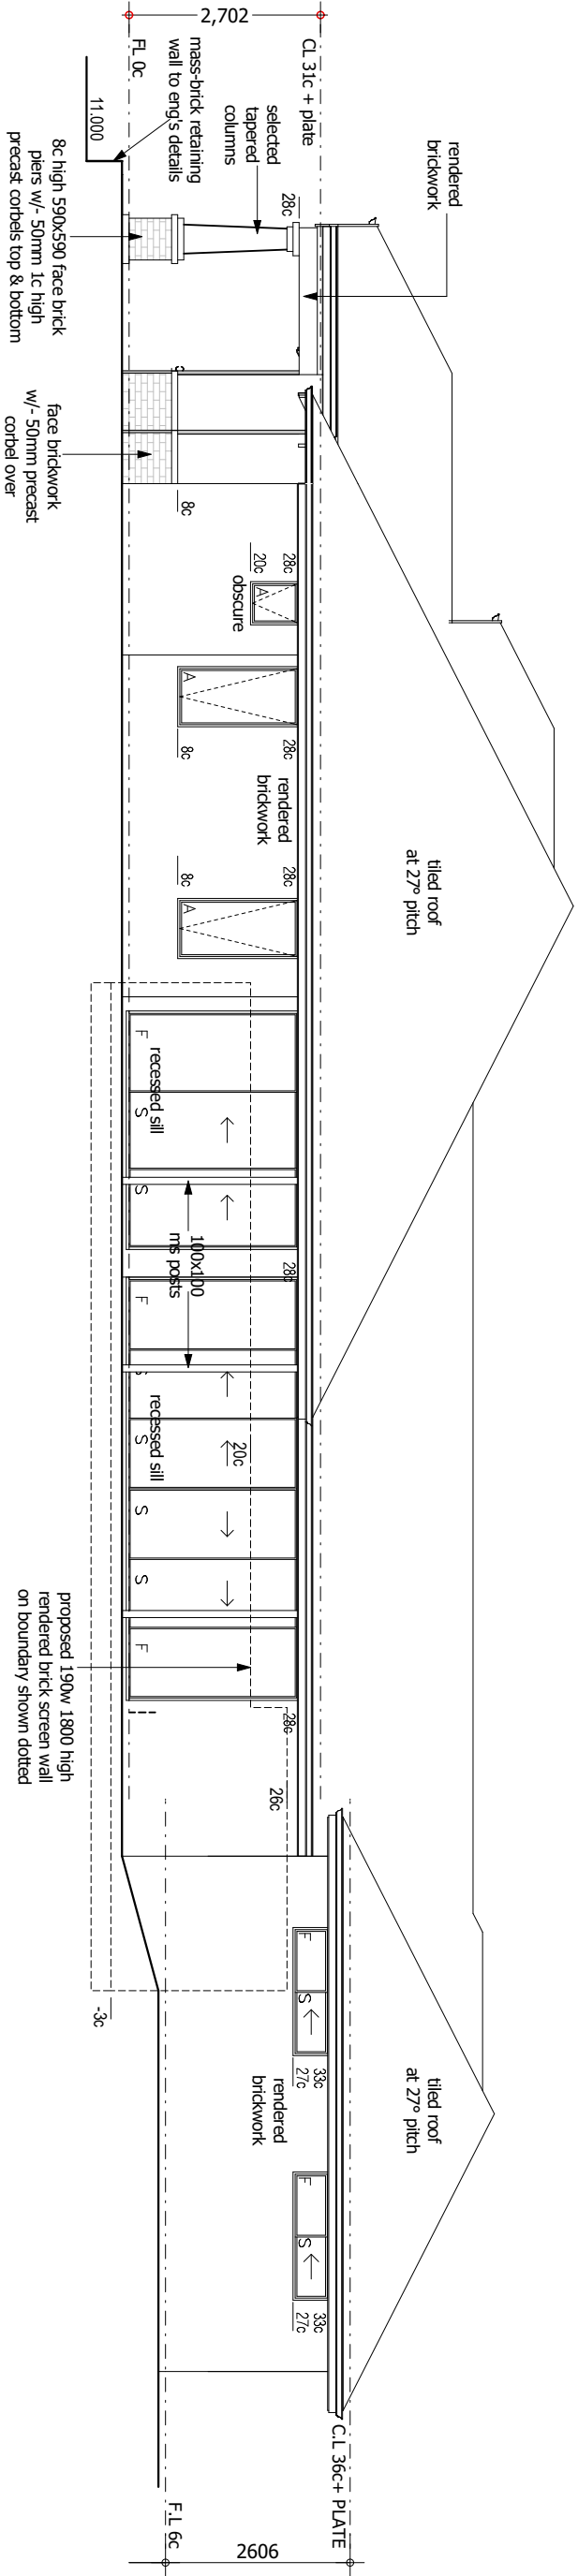 2,702
CL 31c + plate
FL 0c
rendered
brickwork
28c
selected
tapered
columns
mass-brick retaining
wall to eng's details
11.000
8c high 590x590 face brick
piers w/- 50mm 1c high
precast corbels top & bottom
face brickwork
w/- 50mm precast
corbel over
8c
28c
20c
A
obscure
28c
A
8c
rendered
brickwork
28c
A
8c
tiled roof
at 27° pitch
F
recessed sill
S
S
100x100
ms posts
28c
F
S
recessed sill
S
20c
S
S
F
28c
26c
proposed 190w 1800 high
rendered brick screen wall
on boundary shown dotted
-3c
F
S
33c
27c
rendered
brickwork
tiled roof
at 27° pitch
F
S
33c
27c
C.L 36c+ PLATE
F.L 6c
2606